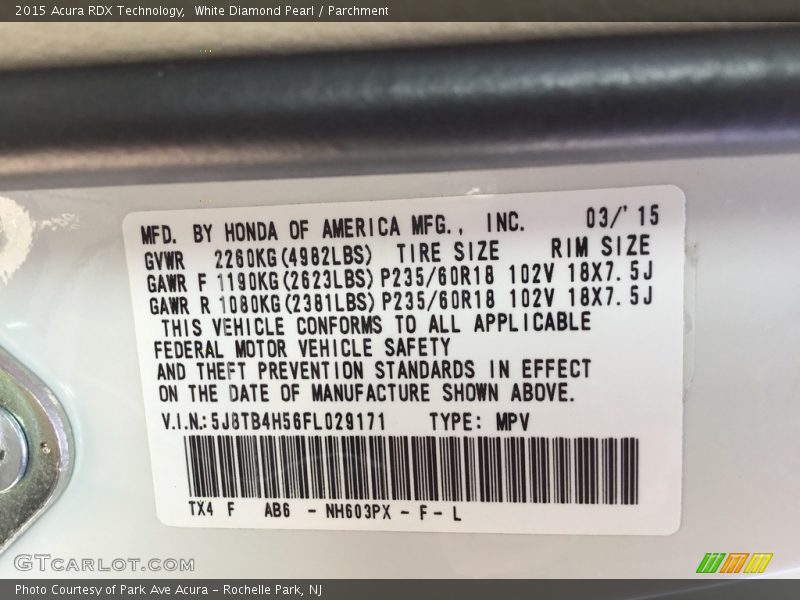 2015 Acura RDX Technology,  White Diamond Pearl / Parchment
MFD. BY HONDA OF AMERICA MFG., INC. 03/'15
GVWR 2260KG(4982LBS) TIRE SIZE RIM SIZE
GAWR F 1190KG(2623LBS) P235/60R18 102V 18X7.5J
GAWR R 1080KG(2381LBS) P235/60R18 102V 18X7.5J
THIS VEHICLE CONFORMS TO ALL APPLICABLE
FEDERAL MOTOR VEHICLE SAFETY
AND THEFT PREVENTION STANDARDS IN EFFECT
ON THE DATE OF MANUFACTURE SHOWN ABOVE.
V.I.N.: 5J8TB4H56FL029171 TYPE: MPV
TX4 F AB6 - NH603PX - F - L
GTCARLOT.COM
Photo Courtesy of Park Ave Acura – Rochelle Park, NJ